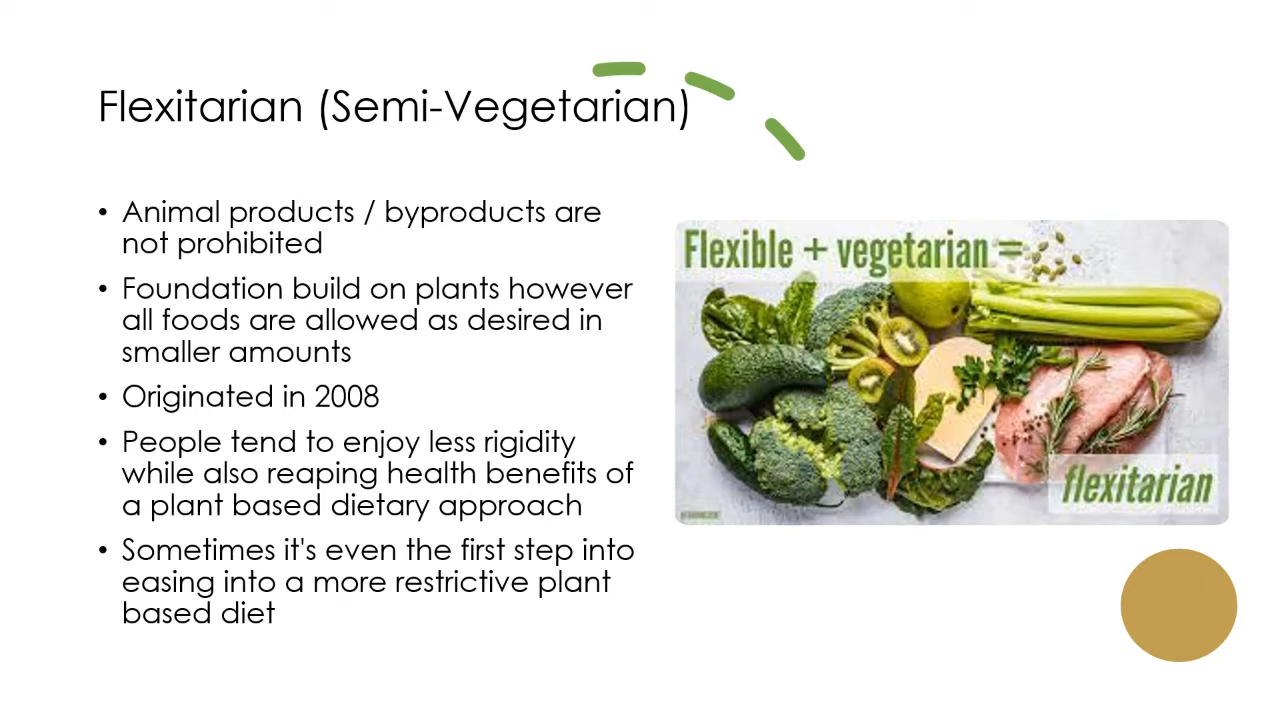 Flexitarian (Semi-Vegetarian)
• Animal products / byproducts are
not prohibited
• Foundation build on plants however
all foods are allowed as desired in
smaller amounts
• Originated in 2008
• People tend to enjoy less rigidity
while also reaping health benefits of
a plant based dietary approach
• Sometimes it's even the first step into
easing into a more restrictive plant
based diet
Flexible + vegetarian =
flexitarian